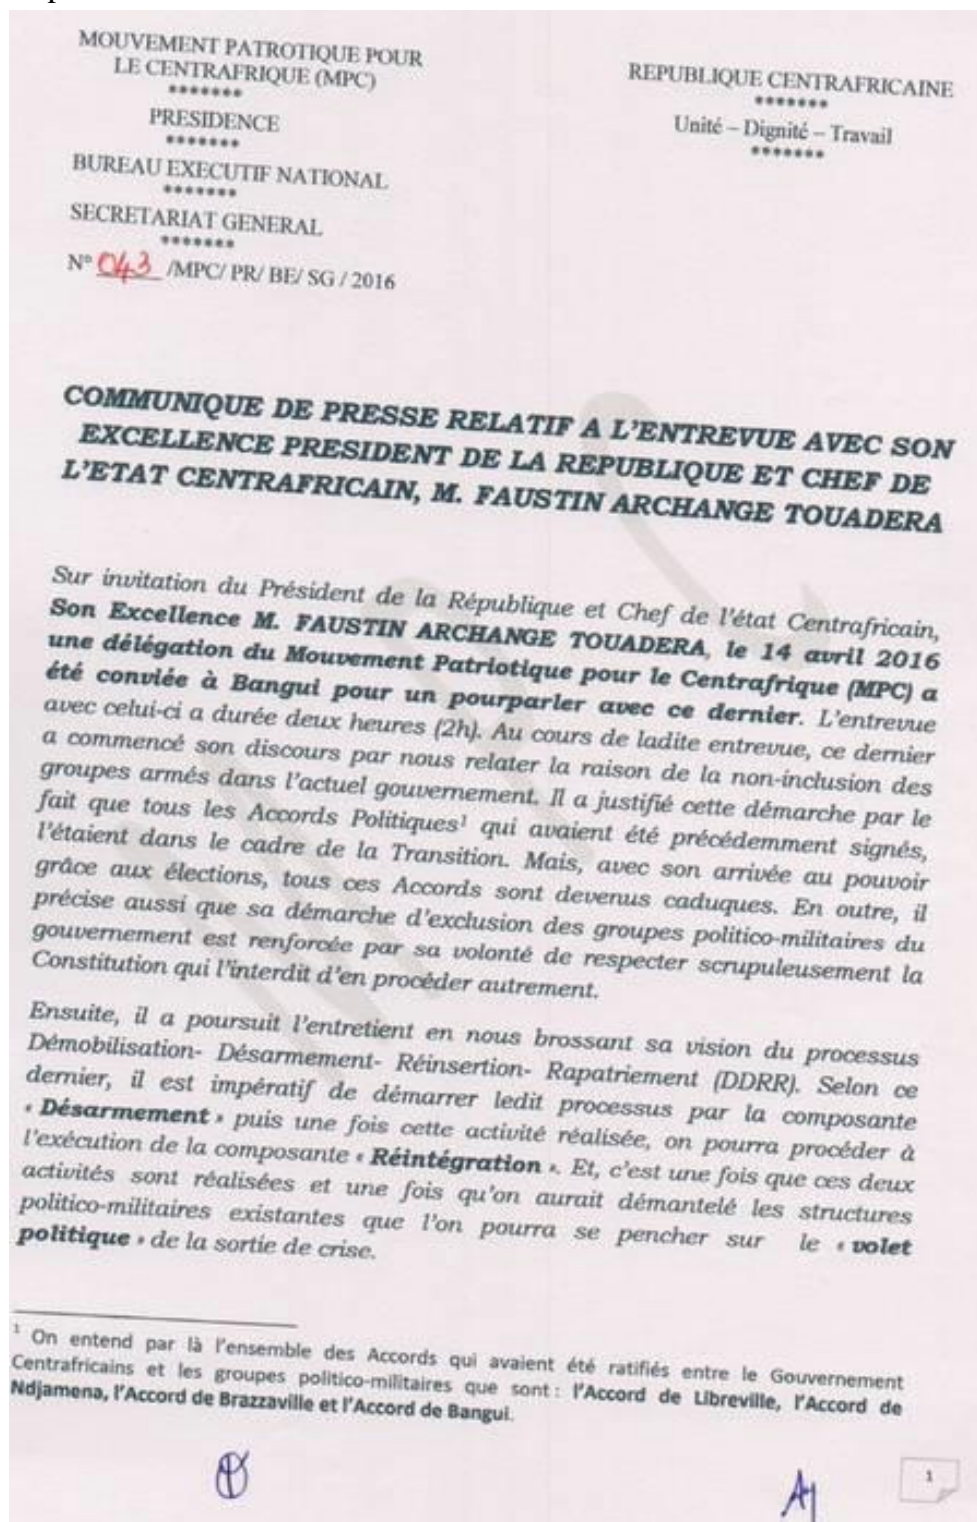 MOUVEMENT PATROTIQUE POUR
LE CENTRAFRIQUE (MPC)
*******
PRESIDENCE
*******
BUREAU EXECUTIF NATIONAL
*******
SECRETARIAT GENERAL
*******
N° 043 /MPC/ PR/ BE/ SG / 2016
REPUBLIQUE CENTRAFRICAINE
*******
Unité – Dignité – Travail
*******
COMMUNIQUE DE PRESSE RELATIF A L'ENTREVUE AVEC SON
EXCELLENCE PRESIDENT DE LA REPUBLIQUE ET CHEF DE
L'ETAT CENTRAFRICAIN, M. FAUSTIN ARCHANGE TOUADERA
Sur invitation du Président de la République et Chef de l'état Centrafricain,
Son Excellence M. FAUSTIN ARCHANGE TOUADERA, le 14 avril 2016
une délégation du Mouvement Patriotique pour le Centrafrique (MPC) a
été conviée à Bangui pour un pourparler avec ce dernier. L'entrevue
avec celui-ci a durée deux heures (2h). Au cours de ladite entrevue, ce dernier
a commencé son discours par nous relater la raison de la non-inclusion des
groupes armés dans l'actuel gouvernement. Il a justifié cette démarche par le
fait que tous les Accords Politiques¹ qui avaient été précédemment signés,
l'étaient dans le cadre de la Transition. Mais, avec son arrivée au pouvoir
grâce aux élections, tous ces Accords sont devenus caduques. En outre, il
précise aussi que sa démarche d'exclusion des groupes politico-militaires du
gouvernement est renforcée par sa volonté de respecter scrupuleusement la
Constitution qui l'interdit d'en procéder autrement.
Ensuite, il a poursuit l'entretient en nous brossant sa vision du processus
Démobilisation- Désarmement- Réinsertion- Rapatriement (DDRR). Selon ce
dernier, il est impératif de démarrer ledit processus par la composante
« Désarmement » puis une fois cette activité réalisée, on pourra procéder à
l'exécution de la composante « Réintégration ». Et, c'est une fois que ces deux
activités sont réalisées et une fois qu'on aurait démantelé les structures
politico-militaires existantes que l'on pourra se pencher sur le « volet
politique » de la sortie de crise.
¹ On entend par là l'ensemble des Accords qui avaient été ratifiés entre le Gouvernement
Centrafricains et les groupes politico-militaires que sont : l'Accord de Libreville, l'Accord de
Ndjamena, l'Accord de Brazzaville et l'Accord de Bangui.
1